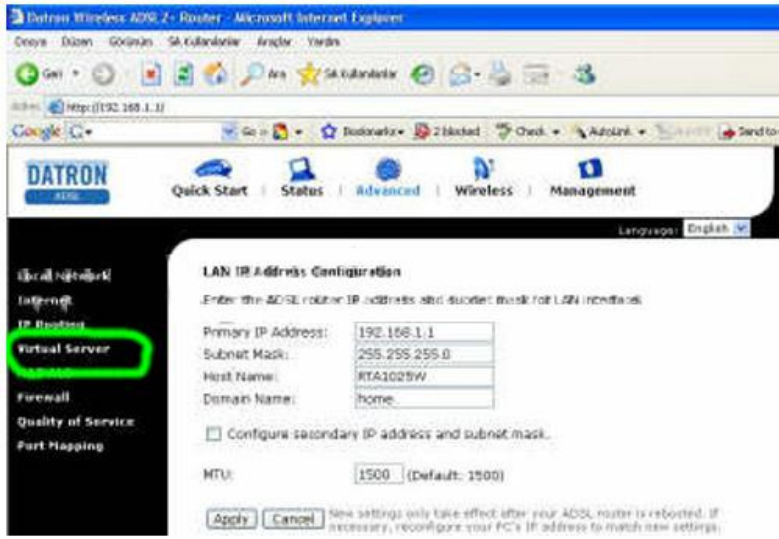 Datron Wireless ADSL 2+ Router - Microsoft Internet Explorer
Dosya Düzen Görünüm Sık Kullanılanlar Araçlar Yardım
Geri Ara Sık Kullanılanlar
Adres http://192.168.1.1/
Google G Go Bookmarks 2 blocked Check AutoLink Send to
DATRON
ADSL
Quick Start Status Advanced Wireless Management
Language: English
Local Network
Internet
IP Routing
Virtual Server
Firewall
Quality of Service
Port Mapping
LAN IP Address Configuration
Enter the ADSL router IP address and subnet mask for LAN interface.
Primary IP Address: 192.168.1.1
Subnet Mask: 255.255.255.0
Host Name: RTA1025W
Domain Name: home
Configure secondary IP address and subnet mask.
MTU: 1500 (Default: 1500)
Apply Cancel New settings only take effect after your ADSL router is rebooted. If
necessary, reconfigure your PC's IP address to match new settings.